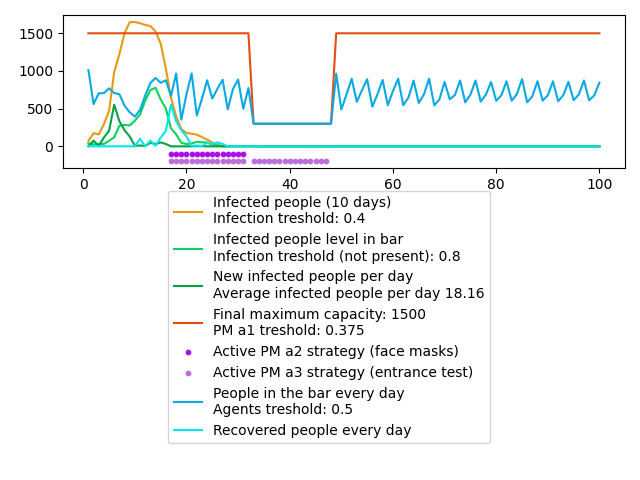 1500
1000
500
0
0
20
40
60
80
100
Infected people (10 days)
Infection treshold: 0.4
Infected people level in bar
Infection treshold (not present): 0.8
New infected people per day
Average infected people per day 18.16
Final maximum capacity: 1500
PM a1 treshold: 0.375
Active PM a2 strategy (face masks)
Active PM a3 strategy (entrance test)
People in the bar every day
Agents treshold: 0.5
Recovered people every day